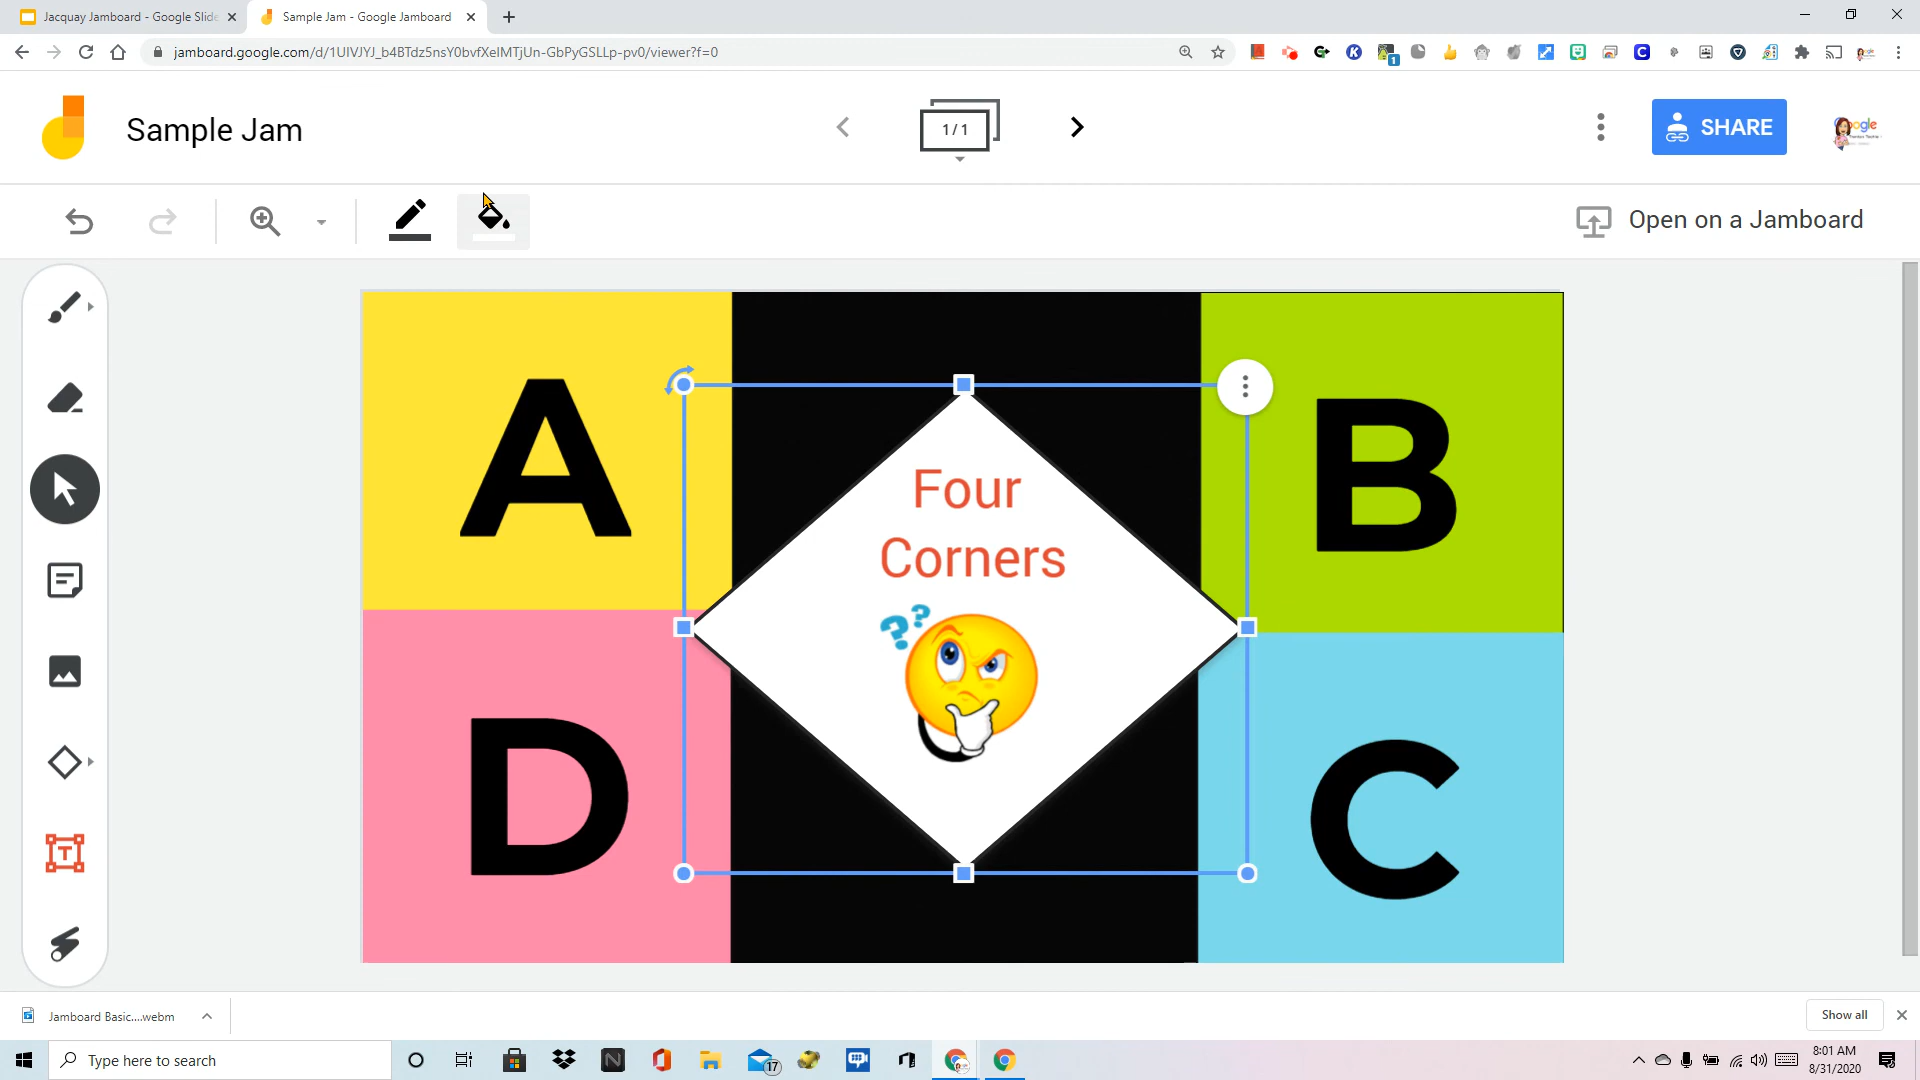 Jacquay Jamboard - Google Slide
Sample Jam - Google Jamboard
jamboard.google.com/d/1UIVJYJ_b4BTdz5nsY0bvfXeIMTjUn-GbPyGSLLp-pv0/viewer?f=0
Sample Jam
1 / 1
SHARE
Open on a Jamboard
A
B
Four
Corners
? ?
D
C
Jamboard Basic....webm
Show all
Type here to search
17
8:01 AM
8/31/2020